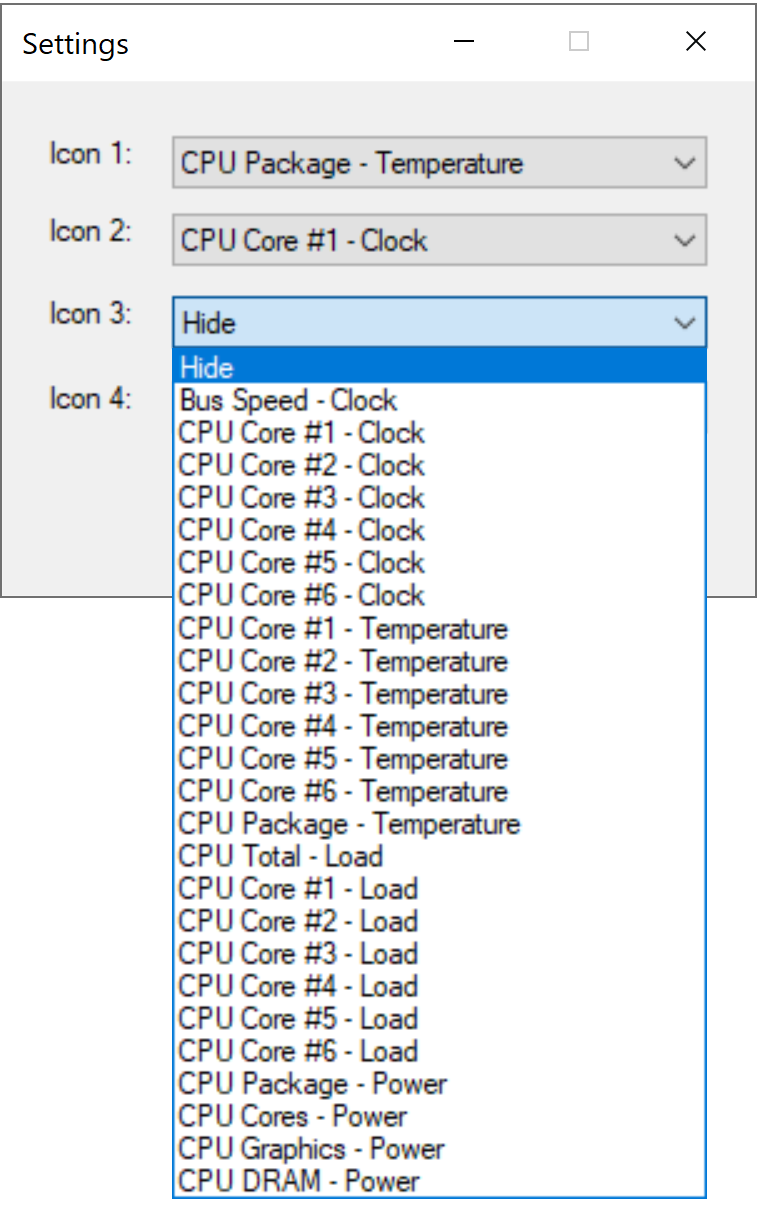 Settings
Icon 1:
CPU Package - Temperature
Icon 2:
CPU Core #1 - Clock
Icon 3:
Hide
Hide
Icon 4:
Bus Speed - Clock
CPU Core #1 - Clock
CPU Core #2 - Clock
CPU Core #3 - Clock
CPU Core #4 - Clock
CPU Core #5 - Clock
CPU Core #6 - Clock
CPU Core #1 - Temperature
CPU Core #2 - Temperature
CPU Core #3 - Temperature
CPU Core #4 - Temperature
CPU Core #5 - Temperature
CPU Core #6 - Temperature
CPU Package - Temperature
CPU Total - Load
CPU Core #1 - Load
CPU Core #2 - Load
CPU Core #3 - Load
CPU Core #4 - Load
CPU Core #5 - Load
CPU Core #6 - Load
CPU Package - Power
CPU Cores - Power
CPU Graphics - Power
CPU DRAM - Power